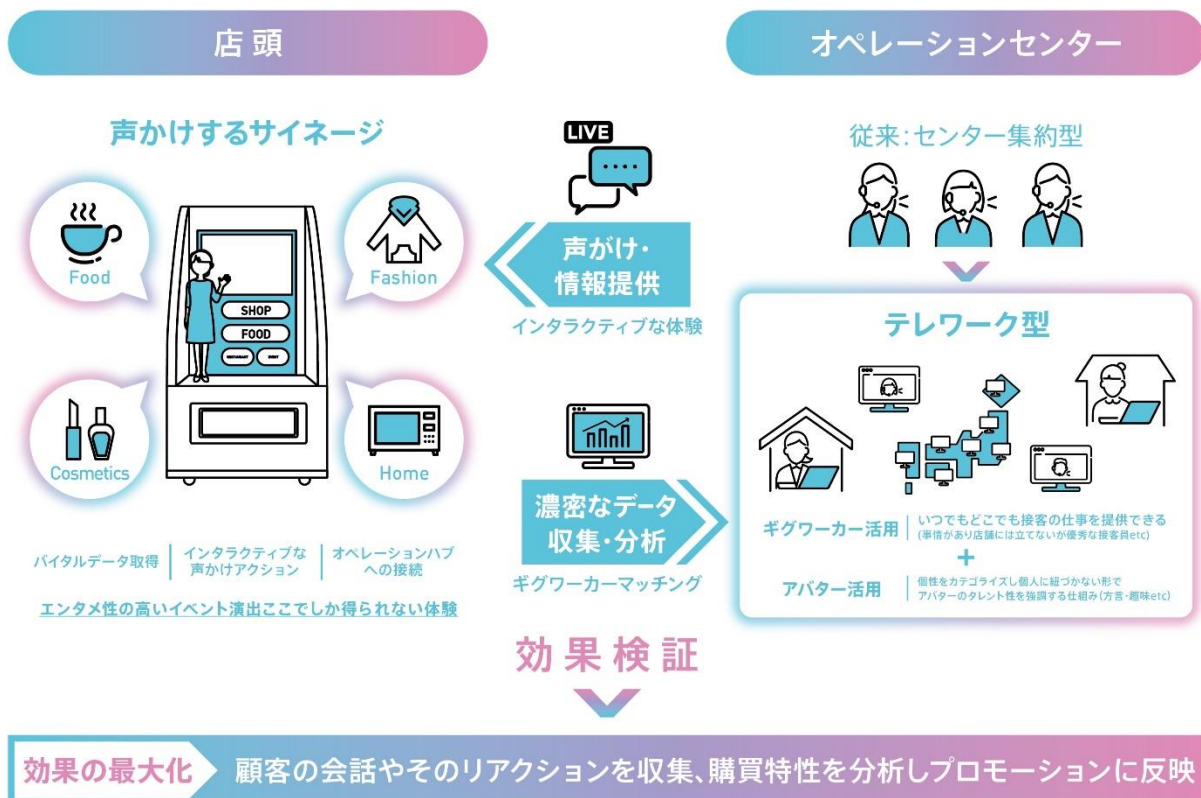 店頭
オペレーションセンター
声かけするサイネージ
LIVE
従来：センター集約型
Food
Fashion
SHOP
FOOD
RESTAURANT
EVENT
声がけ・
情報提供
インタラクティブな体験
テレワーク型
Cosmetics
Home
濃密なデータ
収集・分析
ギグワーカーマッチング
バイタルデータ取得
インタラクティブな
声かけアクション
オペレーションハブ
への接続
エンタメ性の高いイベント演出ここでしか得られない体験
ギグワーカー活用
いつでもどこでも接客の仕事を提供できる
(事情があり店舗には立てないが優秀な接客員etc)
+
アバター活用
個性をカテゴライズし個人に紐づかない形で
アバターのタレント性を強調する仕組み(方言・趣味etc)
効果検証
効果の最大化
顧客の会話やそのリアクションを収集、購買特性を分析しプロモーションに反映